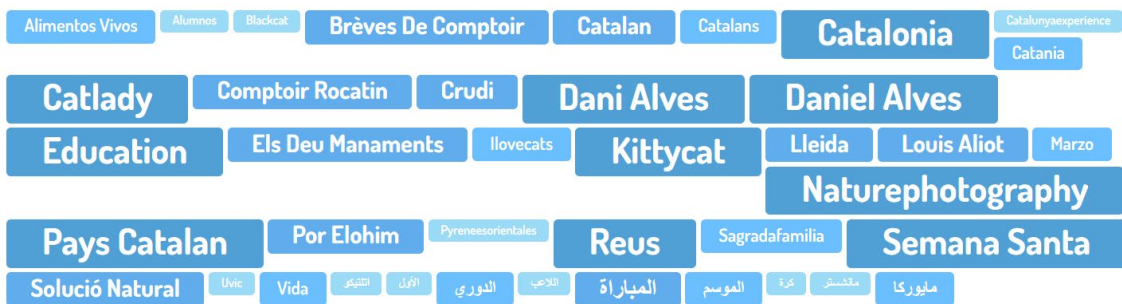 Alimentos Vivos Alumnos Blackcat Brèves De Comptoir Catalan Catalans Catalonia Catalunyaexperience
Catania
Catlady Comptoir Rocatin Crudi Dani Alves Daniel Alves
Education Els Deu Manaments Ilovecats Kittycat Lleida Louis Aliot Marzo
Naturephotography
Pays Catalan Por Elohim Pyreneesorientales Reus Sagradafamilia Semana Santa
Solució Natural Uvic Vida اتلتيكو الأول الدوري اللاعب المباراة الموسم كرة مانشستر مايوركا